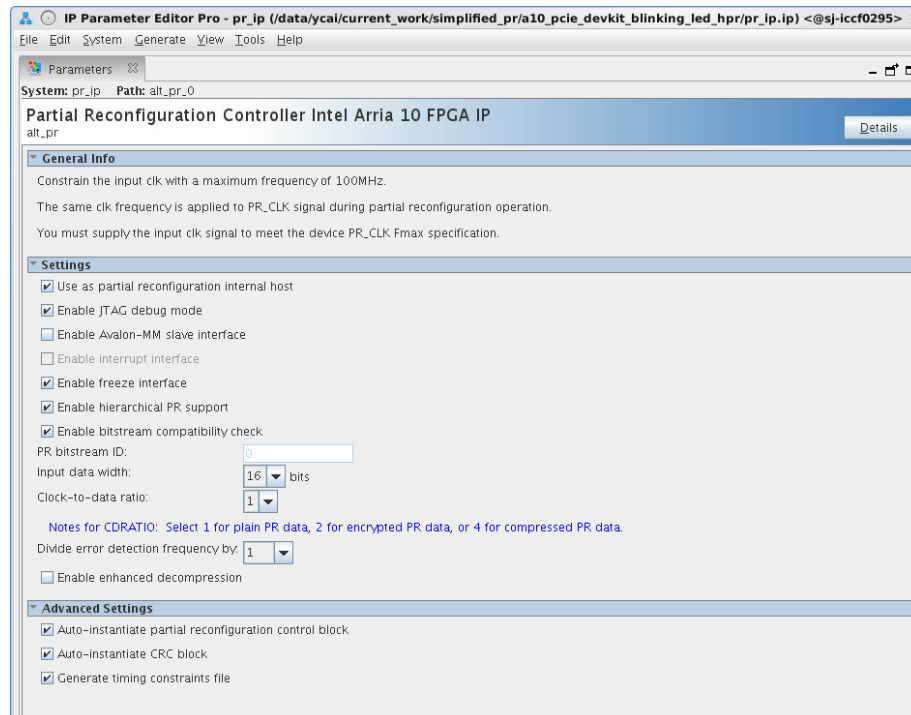 IP Parameter Editor Pro - pr_ip (/data/ycai/current_work/simplified_pr/a10_pcie_devkit_blinking_led_hpr/pr_ip.ip) <@sj-iccf0295>
File Edit System Generate View Tools Help
Parameters
System: pr_ip Path: alt_pr_0
Partial Reconfiguration Controller Intel Arria 10 FPGA IP
alt_pr
Details
General Info
Constrain the input clk with a maximum frequency of 100MHz.
The same clk frequency is applied to PR_CLK signal during partial reconfiguration operation.
You must supply the input clk signal to meet the device PR_CLK Fmax specification.
Settings
Use as partial reconfiguration internal host
Enable JTAG debug mode
Enable Avalon-MM slave interface
Enable interrupt interface
Enable freeze interface
Enable hierarchical PR support
Enable bitstream compatibility check
PR bitstream ID: 0
Input data width: 16 bits
Clock-to-data ratio: 1
Notes for CDRATIO: Select 1 for plain PR data, 2 for encrypted PR data, or 4 for compressed PR data.
Divide error detection frequency by: 1
Enable enhanced decompression
Advanced Settings
Auto-instantiate partial reconfiguration control block
Auto-instantiate CRC block
Generate timing constraints file